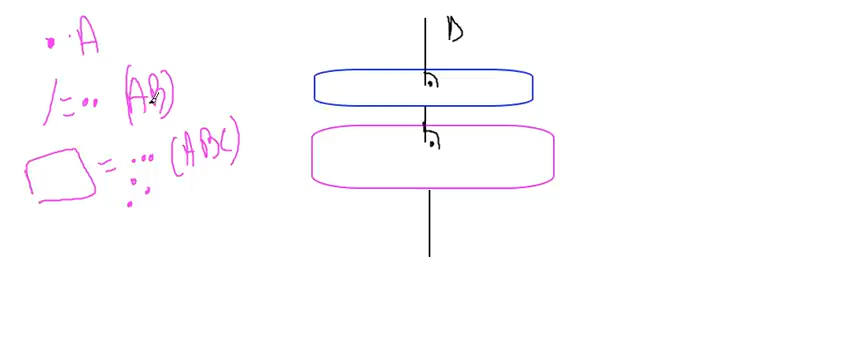 . A
D
/ = .. (AB)
= (ABC)